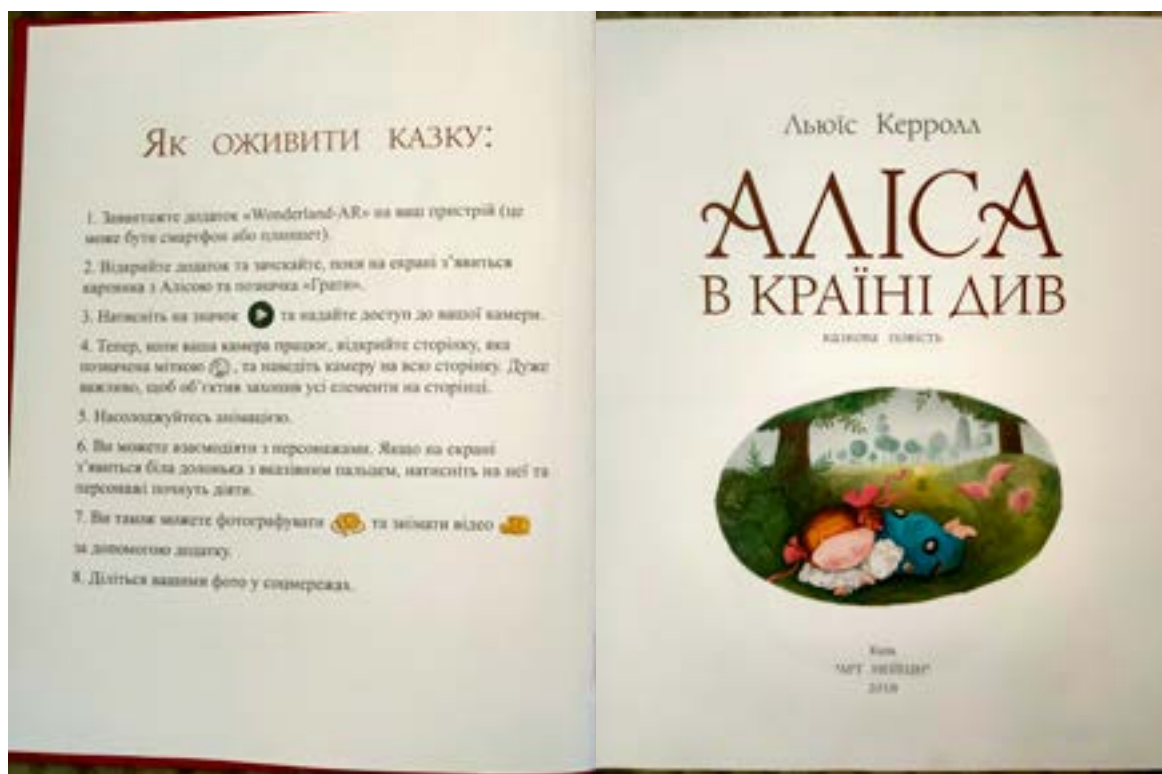 Як оживити казку:
1. Завантажте додаток «Wonderland-AR» на ваш пристрій (це
може бути смартфон або планшет).
2. Відкрийте додаток та зачекайте, поки на екрані з’явиться
картинка з Алісою та позначка «Грати».
3. Натисніть на значок та надайте доступ до вашої камери.
4. Тепер, коли ваша камера працює, відкрийте сторінку, яка
позначена міткою , та наведіть камеру на всю сторінку. Дуже
важливо, щоб об’єктив захопив усі елементи на сторінці.
5. Насолоджуйтесь анімацією.
6. Ви можете взаємодіяти з персонажами. Якщо на екрані
з’явиться біла долонька з вказівним пальцем, натисніть на неї та
персонажі почнуть діяти.
7. Ви також можете фотографувати та знімати відео
за допомогою додатку.
8. Діліться вашими фото у соцмережах.
Льюїс Керролл
АЛІСА
В КРАЇНІ ДИВ
казкова повість
Київ
"АРТ НЕЙШН"
2018